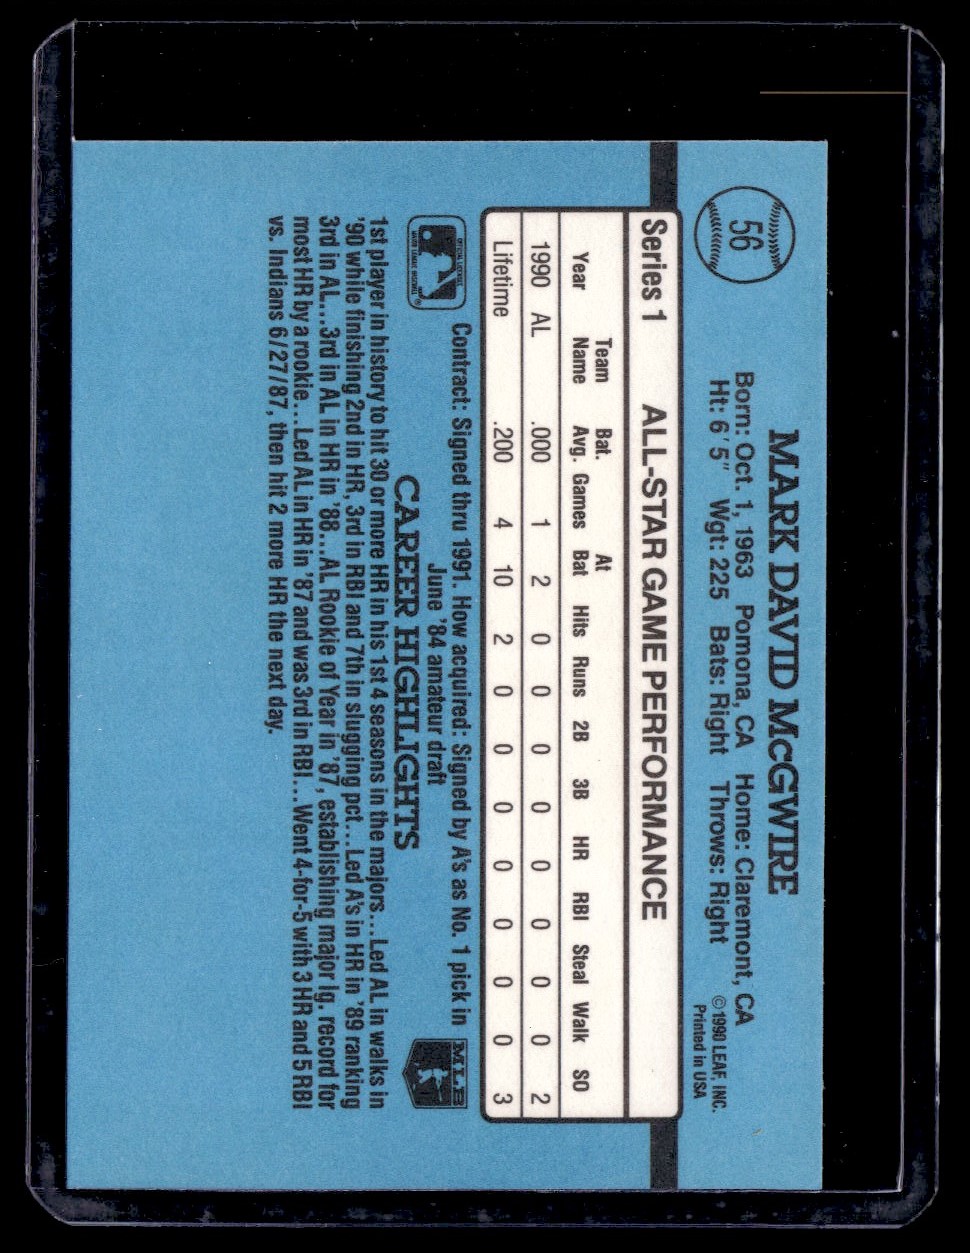 56
MARK DAVID McGWIRE
Born: Oct. 1, 1963 Pomona, CA Home: Claremont, CA
Ht: 6'5" Wgt: 225 Bats: Right Throws: Right
©1990 LEAF, INC.
Printed in USA
Series 1 ALL-STAR GAME PERFORMANCE
Team Bat. At
Year Name Avg. Games Bat Hits Runs 2B 3B HR RBI Steal Walk SO
1990 AL .000 1 2 0 0 0 0 0 0 0 0 2
Lifetime .200 4 10 2 0 0 0 0 0 0 0 3
OFFICIAL LICENSEE
MAJOR LEAGUE BASEBALL ®
Contract: Signed thru 1991. How acquired: Signed by A's as No. 1 pick in
June '84 amateur draft
MLB
CAREER HIGHLIGHTS
1st player in history to hit 30 or more HR in his 1st 4 seasons in the majors...Led AL in walks in
'90 while finishing 2nd in HR, 3rd in RBI and 7th in slugging pct...Led A's in HR in '89 ranking
3rd in AL...3rd in AL in HR in '88...AL Rookie of Year in '87, establishing major lg. record for
most HR by a rookie...Led AL in HR in '87 and was 3rd in RBI...Went 4-for-5 with 3 HR and 5 RBI
vs. Indians 6/27/87, then hit 2 more HR the next day.